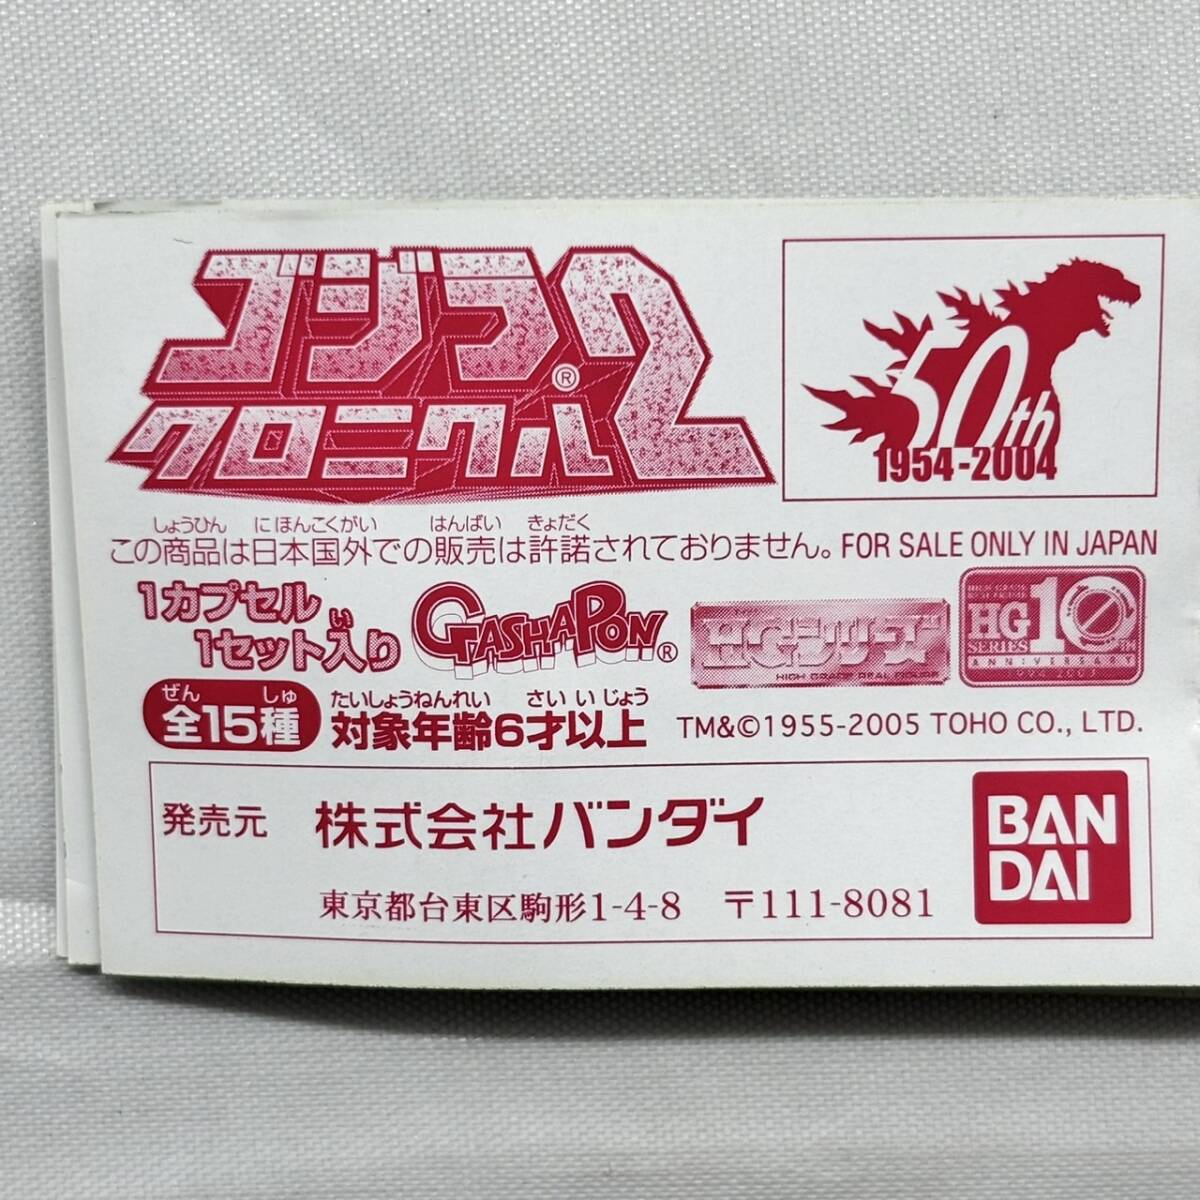 ゴジラ
クロニクル2
®
50th
1954-2004
しょうひん にほんこくがい はんばい きょだく
この商品は日本国外での販売は許諾されておりません。FOR SALE ONLY IN JAPAN
1カプセル
い
1セット入り
GASHAPON®
HGシリーズ
HIGH GRADE REAL FIGURE
HG
SERIES
10TH
ANNIVERSARY
ぜん しゅ
全15種
たいしょうねんれい さい いじょう
対象年齢6才以上
TM&©1955-2005 TOHO CO., LTD.
発売元 株式会社バンダイ
東京都台東区駒形1-4-8 〒111-8081
BAN
DAI